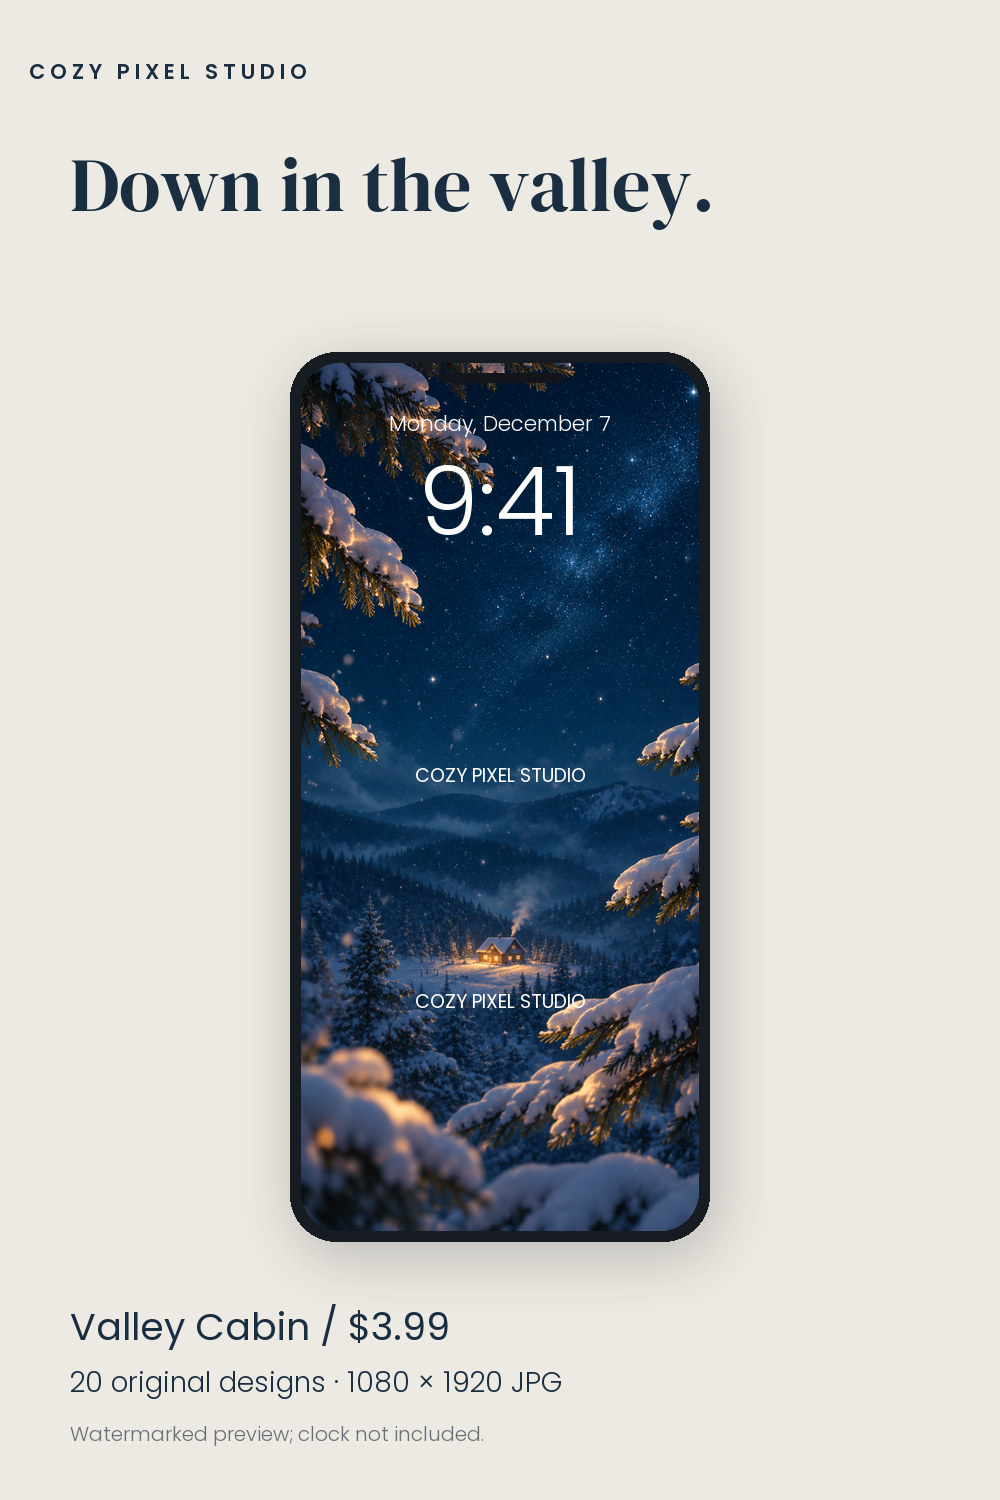 COZY PIXEL STUDIO
Down in the valley.
Monday, December 7
9:41
COZY PIXEL STUDIO
COZY PIXEL STUDIO
Valley Cabin / $3.99
20 original designs · 1080 × 1920 JPG
Watermarked preview; clock not included.